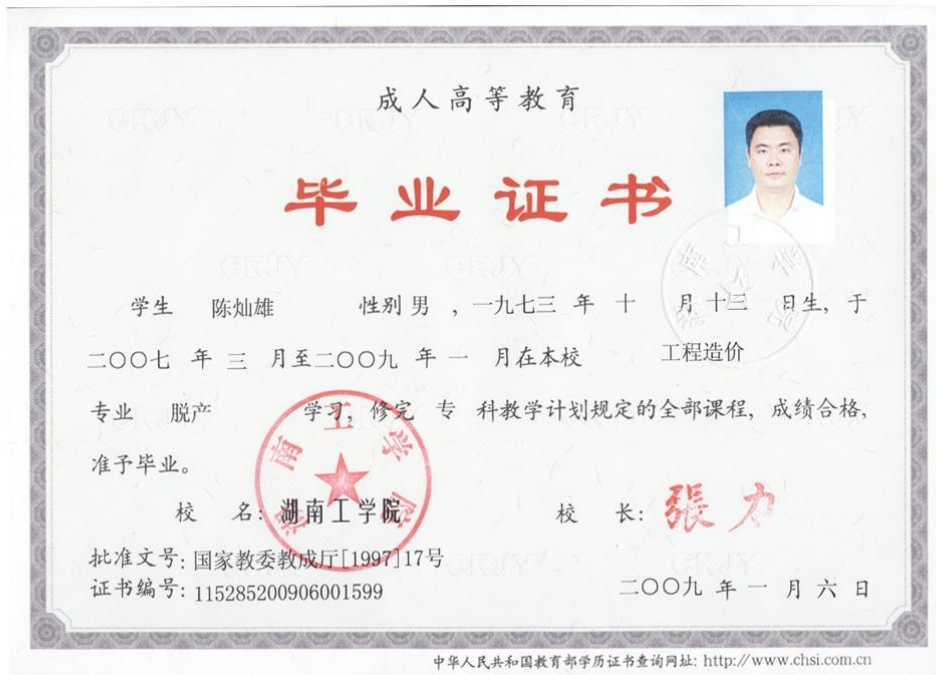 成人高等教育
毕业证书
学生 陈灿雄 性别 男 ，一九七三 年 十 月 十三 日生，于
二〇〇七 年 三 月至二〇〇九 年 一 月在本校 工程造价
专业 脱产 学习，修完 专 科教学计划规定的全部课程，成绩合格，
准予毕业。
校 名：湖南工学院 校 长：張力
湖南工学院
批准文号：国家教委教成厅[1997]17号
证书编号：115285200906001599
二〇〇九 年 一 月 六 日
中华人民共和国教育部学历证书查询网址：http://www.chsi.com.cn